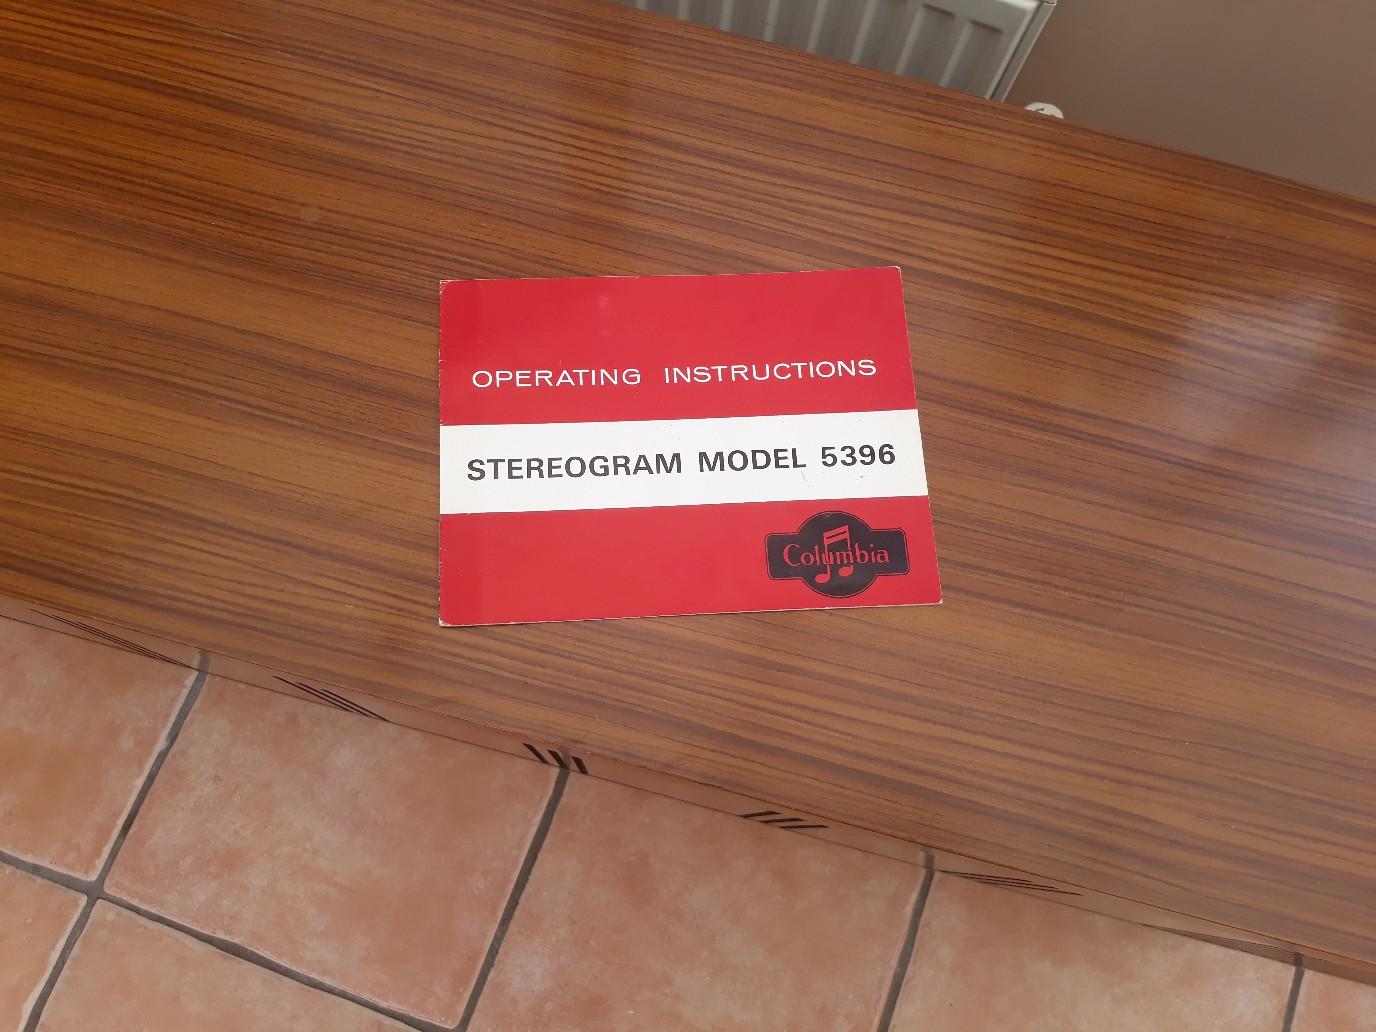 OPERATING INSTRUCTIONS
STEREOGRAM MODEL 5396
Columbia